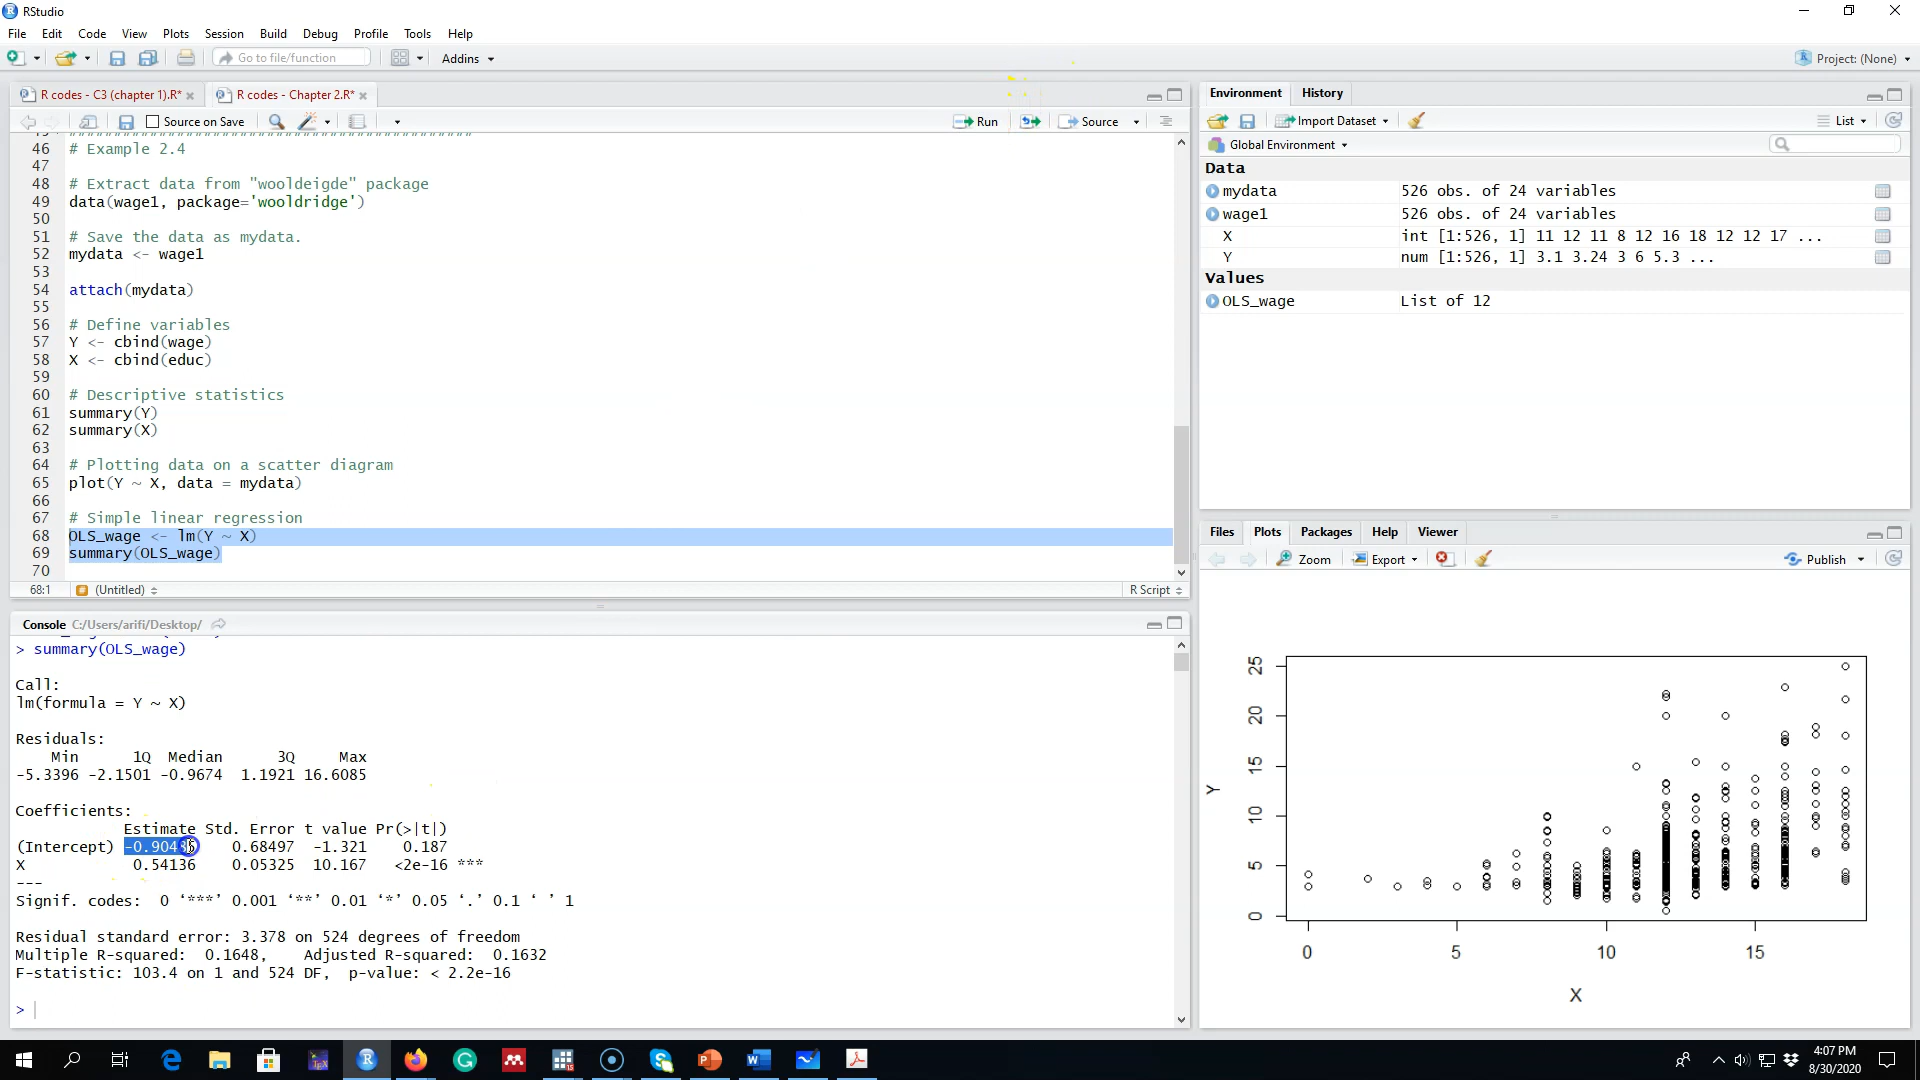 RStudio
File Edit Code View Plots Session Build Debug Profile Tools Help
Go to file/function Addins Project: (None)
R codes - C3 (chapter 1).R* R codes - Chapter 2.R*
Source on Save Run Source
46 # Example 2.4
47
48 # Extract data from "wooldeigde" package
49 data(wage1, package='wooldridge')
50
51 # Save the data as mydata.
52 mydata <- wage1
53
54 attach(mydata)
55
56 # Define variables
57 Y <- cbind(wage)
58 X <- cbind(educ)
59
60 # Descriptive statistics
61 summary(Y)
62 summary(X)
63
64 # Plotting data on a scatter diagram
65 plot(Y ~ X, data = mydata)
66
67 # Simple linear regression
68 OLS_wage <- lm(Y ~ X)
69 summary(OLS_wage)
70
68:1 (Untitled) R Script
Console C:/Users/arifi/Desktop/
> summary(OLS_wage)
Call:
lm(formula = Y ~ X)
Residuals:
Min 1Q Median 3Q Max
-5.3396 -2.1501 -0.9674 1.1921 16.6085
Coefficients:
Estimate Std. Error t value Pr(>|t|)
(Intercept) 0.68497 -1.321 0.187
X 0.54136 0.05325 10.167 <2e-16 ***
---
Signif. codes: 0 ‘***’ 0.001 ‘**’ 0.01 ‘*’ 0.05 ‘.’ 0.1 ‘ ’ 1
Residual standard error: 3.378 on 524 degrees of freedom
Multiple R-squared: 0.1648, Adjusted R-squared: 0.1632
F-statistic: 103.4 on 1 and 524 DF, p-value: < 2.2e-16
>
Environment History
Import Dataset List
Global Environment
Data
mydata 526 obs. of 24 variables
wage1 526 obs. of 24 variables
X int [1:526, 1] 11 12 11 8 12 16 18 12 12 17 ...
Y num [1:526, 1] 3.1 3.24 3 6 5.3 ...
Values
OLS_wage List of 12
Files Plots Packages Help Viewer
Zoom Export Publish
25
20
15
10
5
0
Y
0 5 10 15
X
4:07 PM
8/30/2020